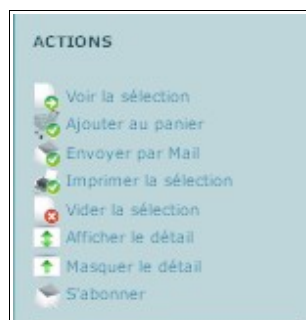 ACTIONS
Voir la sélection
Ajouter au panier
Envoyer par Mail
Imprimer la sélection
Vider la sélection
Afficher le détail
Masquer le détail
S'abonner